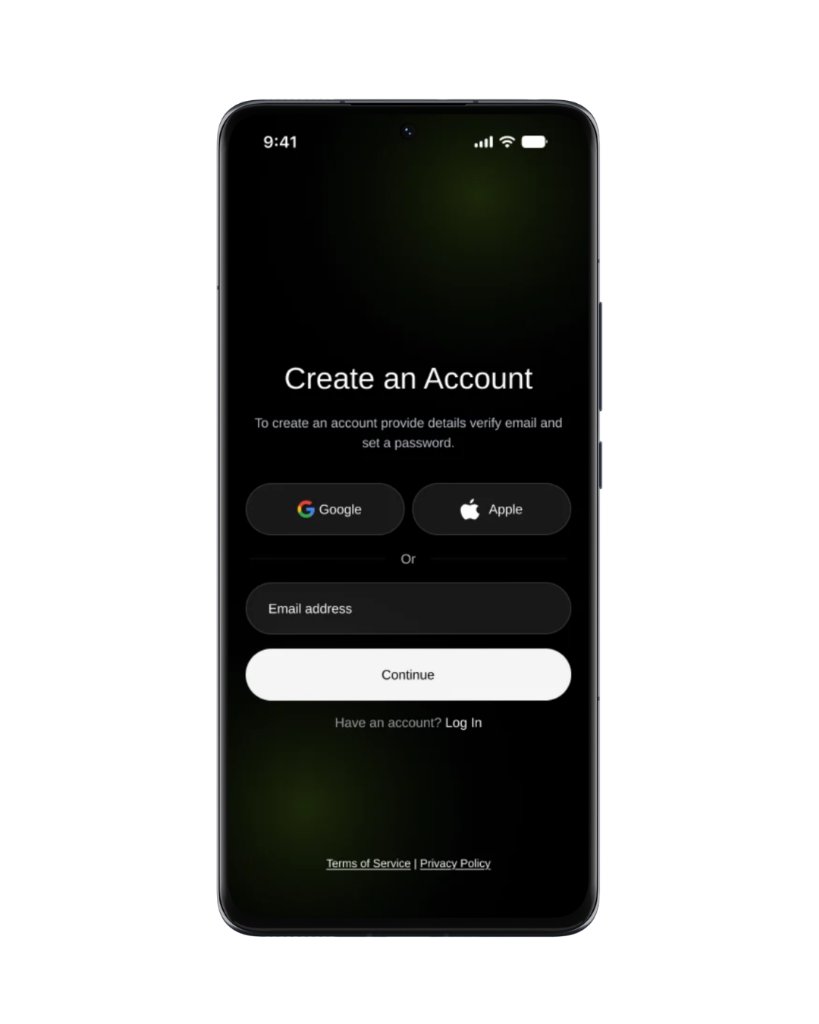 9:41
Create an Account
To create an account provide details verify email and
set a password.
Google
Apple
Or
Email address
Continue
Have an account? Log In
Terms of Service | Privacy Policy